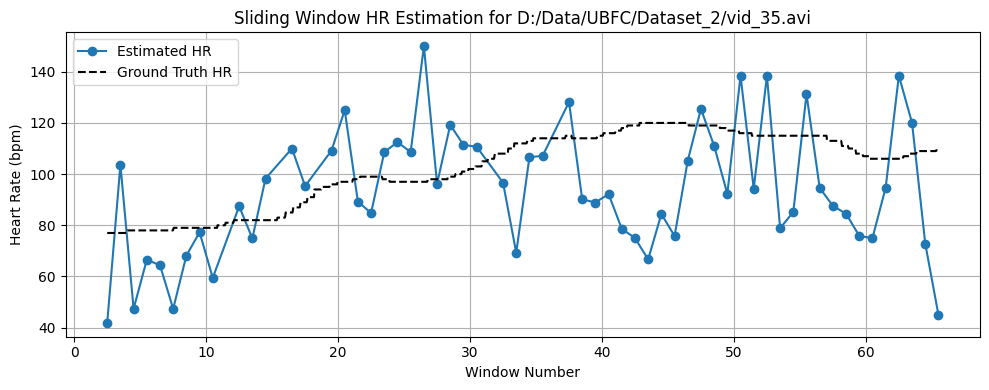 Sliding Window HR Estimation for D:/Data/UBFC/Dataset_2/vid_35.avi
Estimated HR
Ground Truth HR
Heart Rate (bpm)
140
120
100
80
60
40
0 10 20 30 40 50 60
Window Number